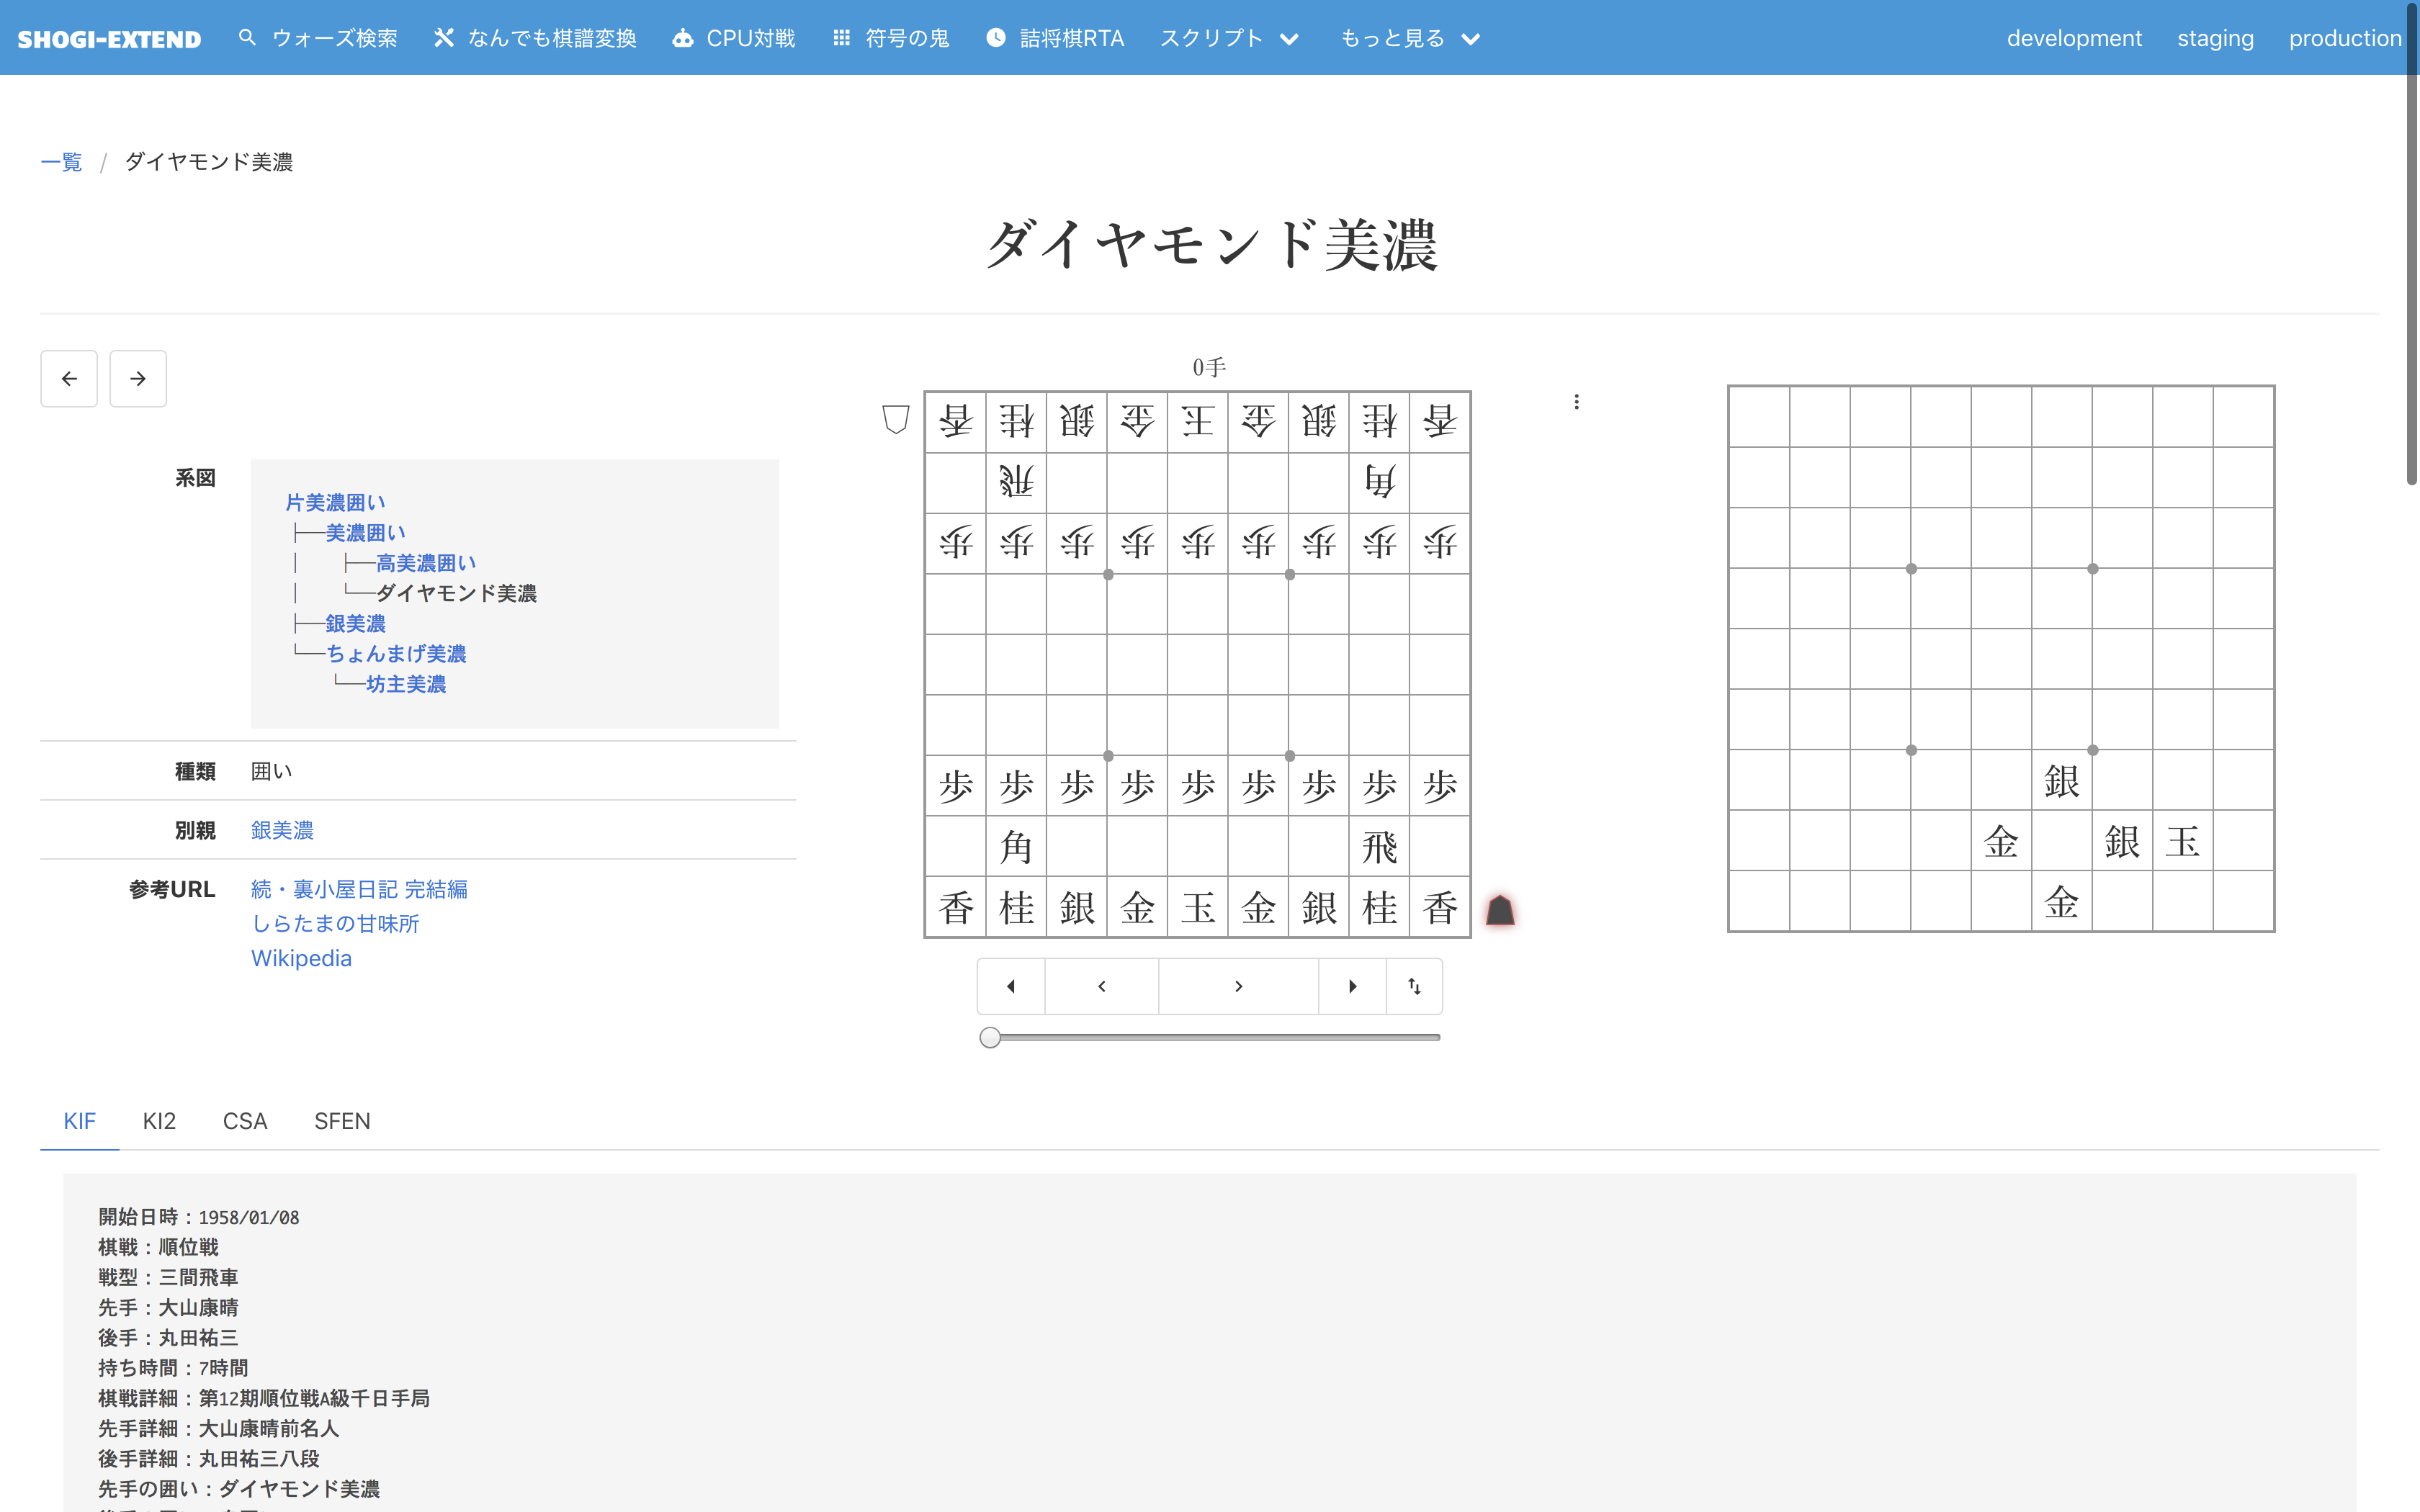 SHOGI-EXTEND ウォーズ検索 なんでも棋譜変換 CPU対戦 符号の鬼 詰将棋RTA スクリプト もっと見る development staging production
一覧 / ダイヤモンド美濃
ダイヤモンド美濃
系図
片美濃囲い
├──美濃囲い
│   ├──高美濃囲い
│   └──ダイヤモンド美濃
├──銀美濃
└──ちょんまげ美濃
    └──坊主美濃
種類 囲い
別親 銀美濃
参考URL 続・裏小屋日記 完結編
しらたまの甘味所
Wikipedia
0手
香桂銀金王金銀桂香
飛角
歩歩歩歩歩歩歩歩歩
歩歩歩歩歩歩歩歩歩
角飛
香桂銀金玉金銀桂香
銀
金銀玉
金
KIF KI2 CSA SFEN
開始日時：1958/01/08
棋戦：順位戦
戦型：三間飛車
先手：大山康晴
後手：丸田祐三
持ち時間：7時間
棋戦詳細：第12期順位戦A級千日手局
先手詳細：大山康晴前名人
後手詳細：丸田祐三八段
先手の囲い：ダイヤモンド美濃